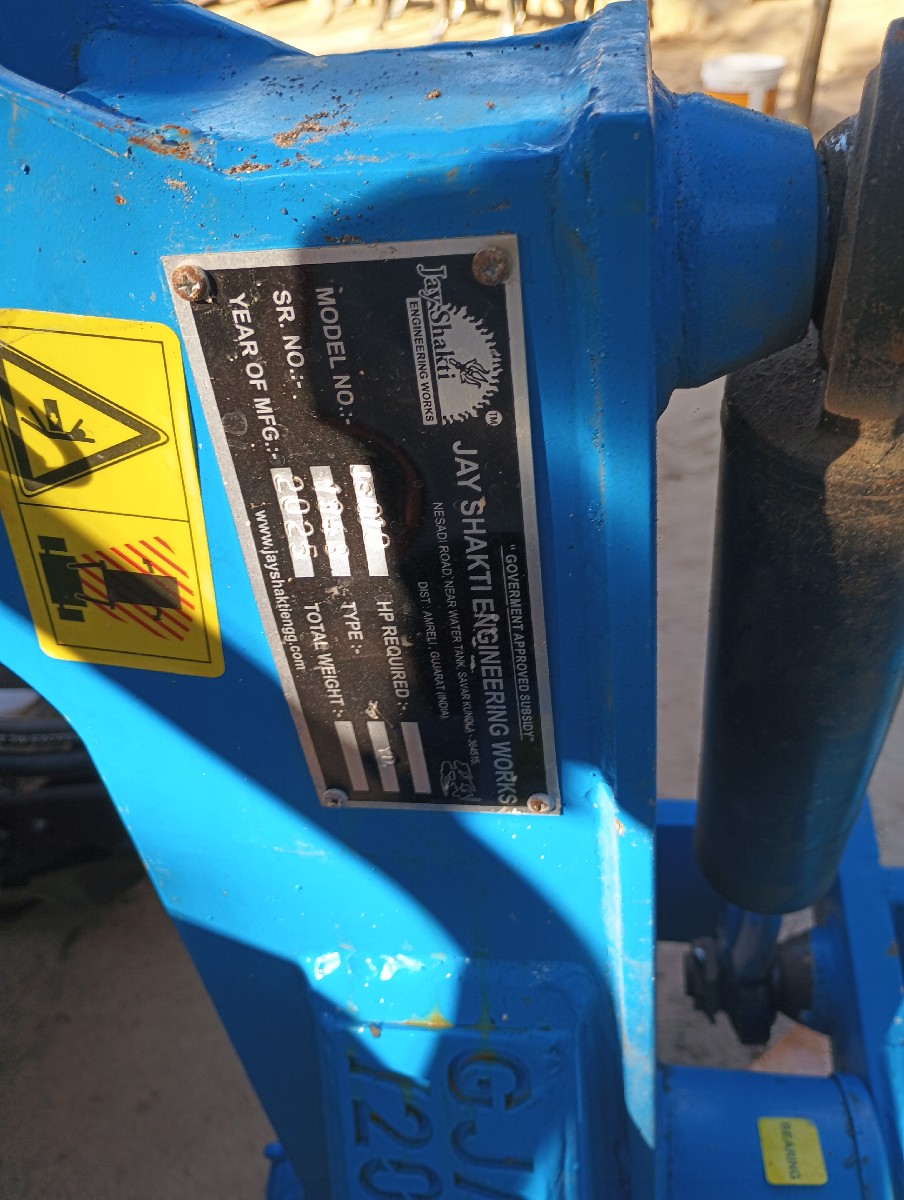 Jay Shakti
ENGINEERING WORKS
TM
"GOVERMENT APPROVED SUBSIDY"
JAY SHAKTI ENGINEERING WORKS
NESADI ROAD, NEAR WATER TANK, SAVAR KUNDLA - 364515.
DIST : AMRELI , GUJARAT (INDIA)
MODEL NO.:-
HP REQUIRED :-
SR. NO.:-
TYPE :-
YEAR OF MFG.:- 2025
TOTAL WEIGHT :-
www.jayshaktiengg.com
BEARING